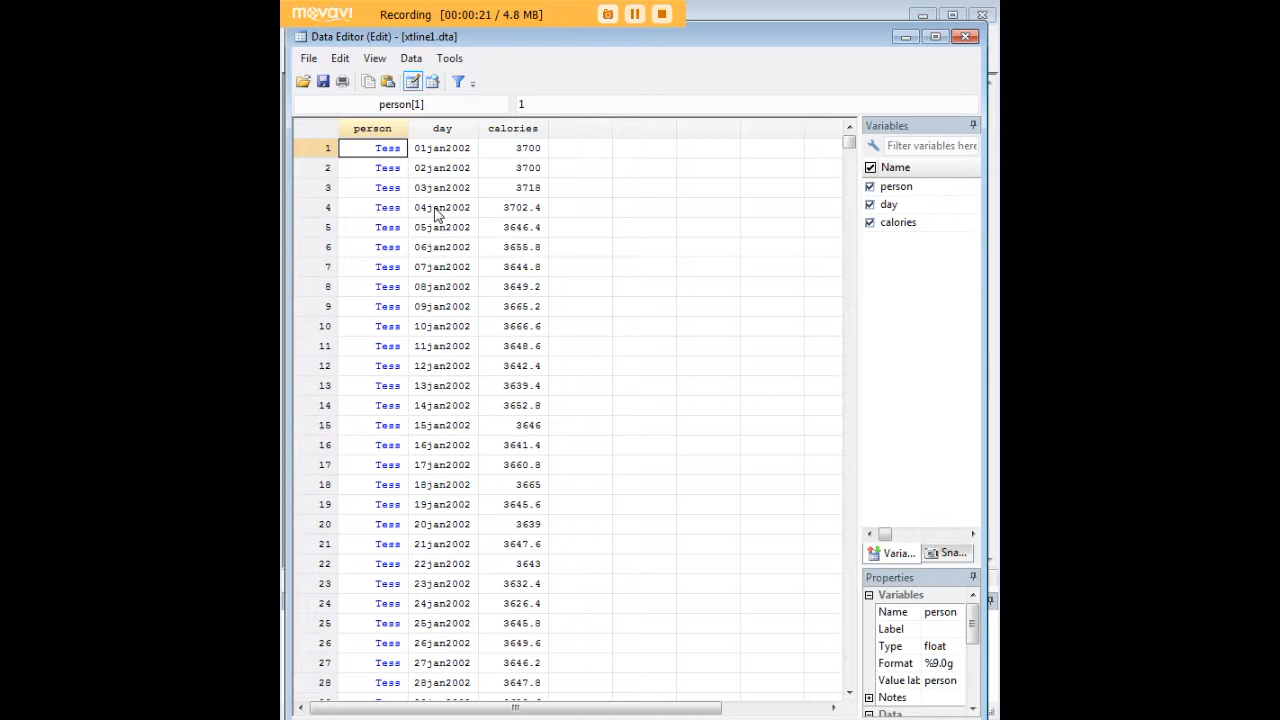 movavi Recording [00:00:21 / 4.8 MB]
Data Editor (Edit) - [xtline1.dta]
File Edit View Data Tools
person[1] 1
person day calories
1 Tess 01jan2002 3700
2 Tess 02jan2002 3700
3 Tess 03jan2002 3718
4 Tess 04jan2002 3702.4
5 Tess 05jan2002 3646.4
6 Tess 06jan2002 3655.8
7 Tess 07jan2002 3644.8
8 Tess 08jan2002 3649.2
9 Tess 09jan2002 3665.2
10 Tess 10jan2002 3666.6
11 Tess 11jan2002 3648.6
12 Tess 12jan2002 3642.4
13 Tess 13jan2002 3639.4
14 Tess 14jan2002 3652.8
15 Tess 15jan2002 3646
16 Tess 16jan2002 3641.4
17 Tess 17jan2002 3660.8
18 Tess 18jan2002 3665
19 Tess 19jan2002 3645.6
20 Tess 20jan2002 3639
21 Tess 21jan2002 3647.6
22 Tess 22jan2002 3643
23 Tess 23jan2002 3632.4
24 Tess 24jan2002 3626.4
25 Tess 25jan2002 3645.8
26 Tess 26jan2002 3649.6
27 Tess 27jan2002 3646.2
28 Tess 28jan2002 3647.8
Variables
Filter variables here
Name
person
day
calories
Varia... Sna...
Properties
Variables
Name person
Label
Type float
Format %9.0g
Value lab person
Notes
Data